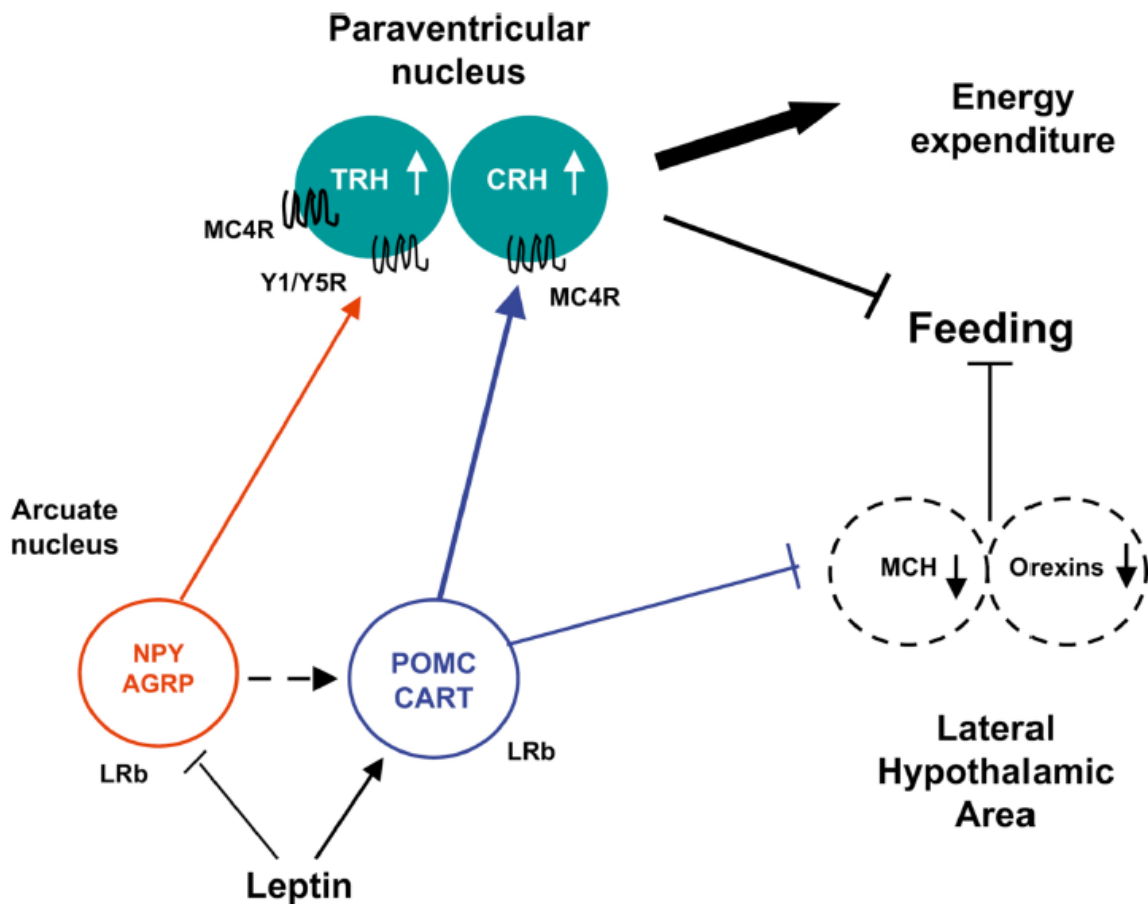 Paraventricular
nucleus
Energy
expenditure
TRH
CRH
MC4R
Y1/Y5R
MC4R
Feeding
Arcuate
nucleus
MCH
Orexins
NPY
AGRP
POMC
CART
LRb
LRb
Lateral
Hypothalamic
Area
Leptin